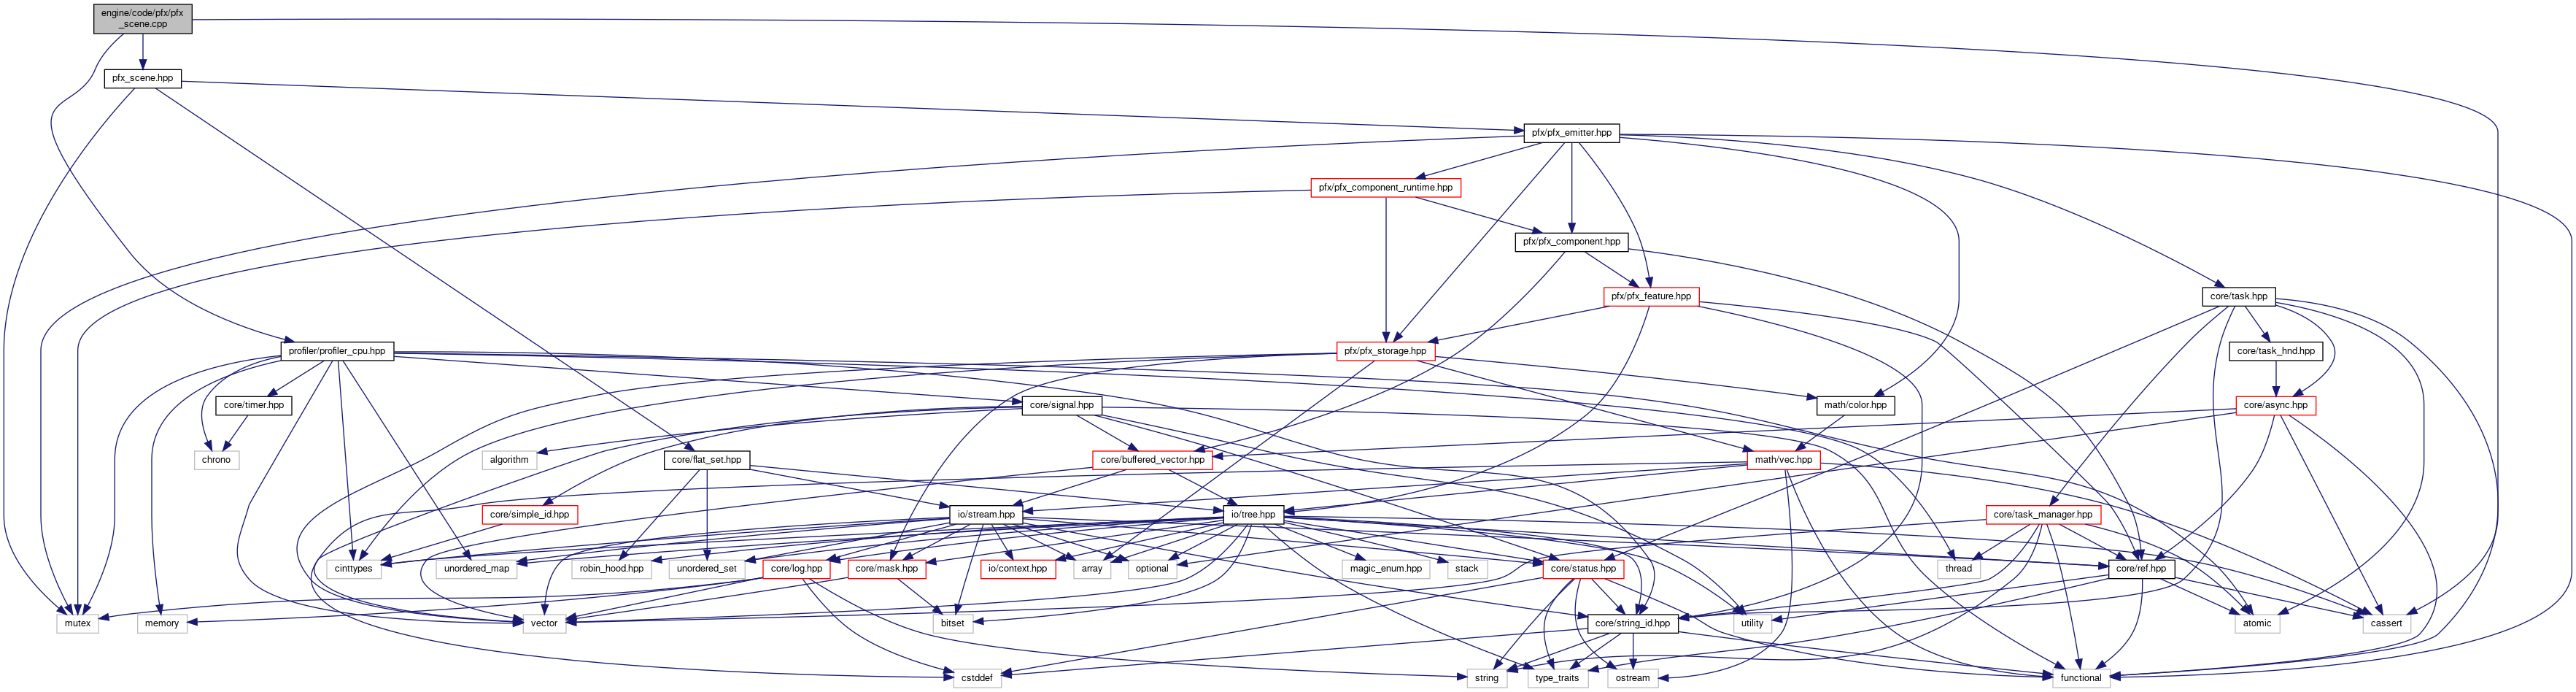 engine/code/pfx/pfx
_scene.cpp
pfx_scene.hpp
pfx/pfx_emitter.hpp
pfx/pfx_component_runtime.hpp
pfx/pfx_component.hpp
pfx/pfx_feature.hpp
core/task.hpp
profiler/profiler_cpu.hpp
pfx/pfx_storage.hpp
core/task_hnd.hpp
core/timer.hpp
core/signal.hpp
math/color.hpp
core/async.hpp
chrono
algorithm
core/flat_set.hpp
core/buffered_vector.hpp
math/vec.hpp
core/simple_id.hpp
io/stream.hpp
io/tree.hpp
core/task_manager.hpp
cinttypes
unordered_map
robin_hood.hpp
unordered_set
core/log.hpp
core/mask.hpp
io/context.hpp
array
optional
core/status.hpp
magic_enum.hpp
stack
thread
core/ref.hpp
mutex
memory
vector
bitset
core/string_id.hpp
utility
atomic
cassert
cstddef
string
type_traits
ostream
functional